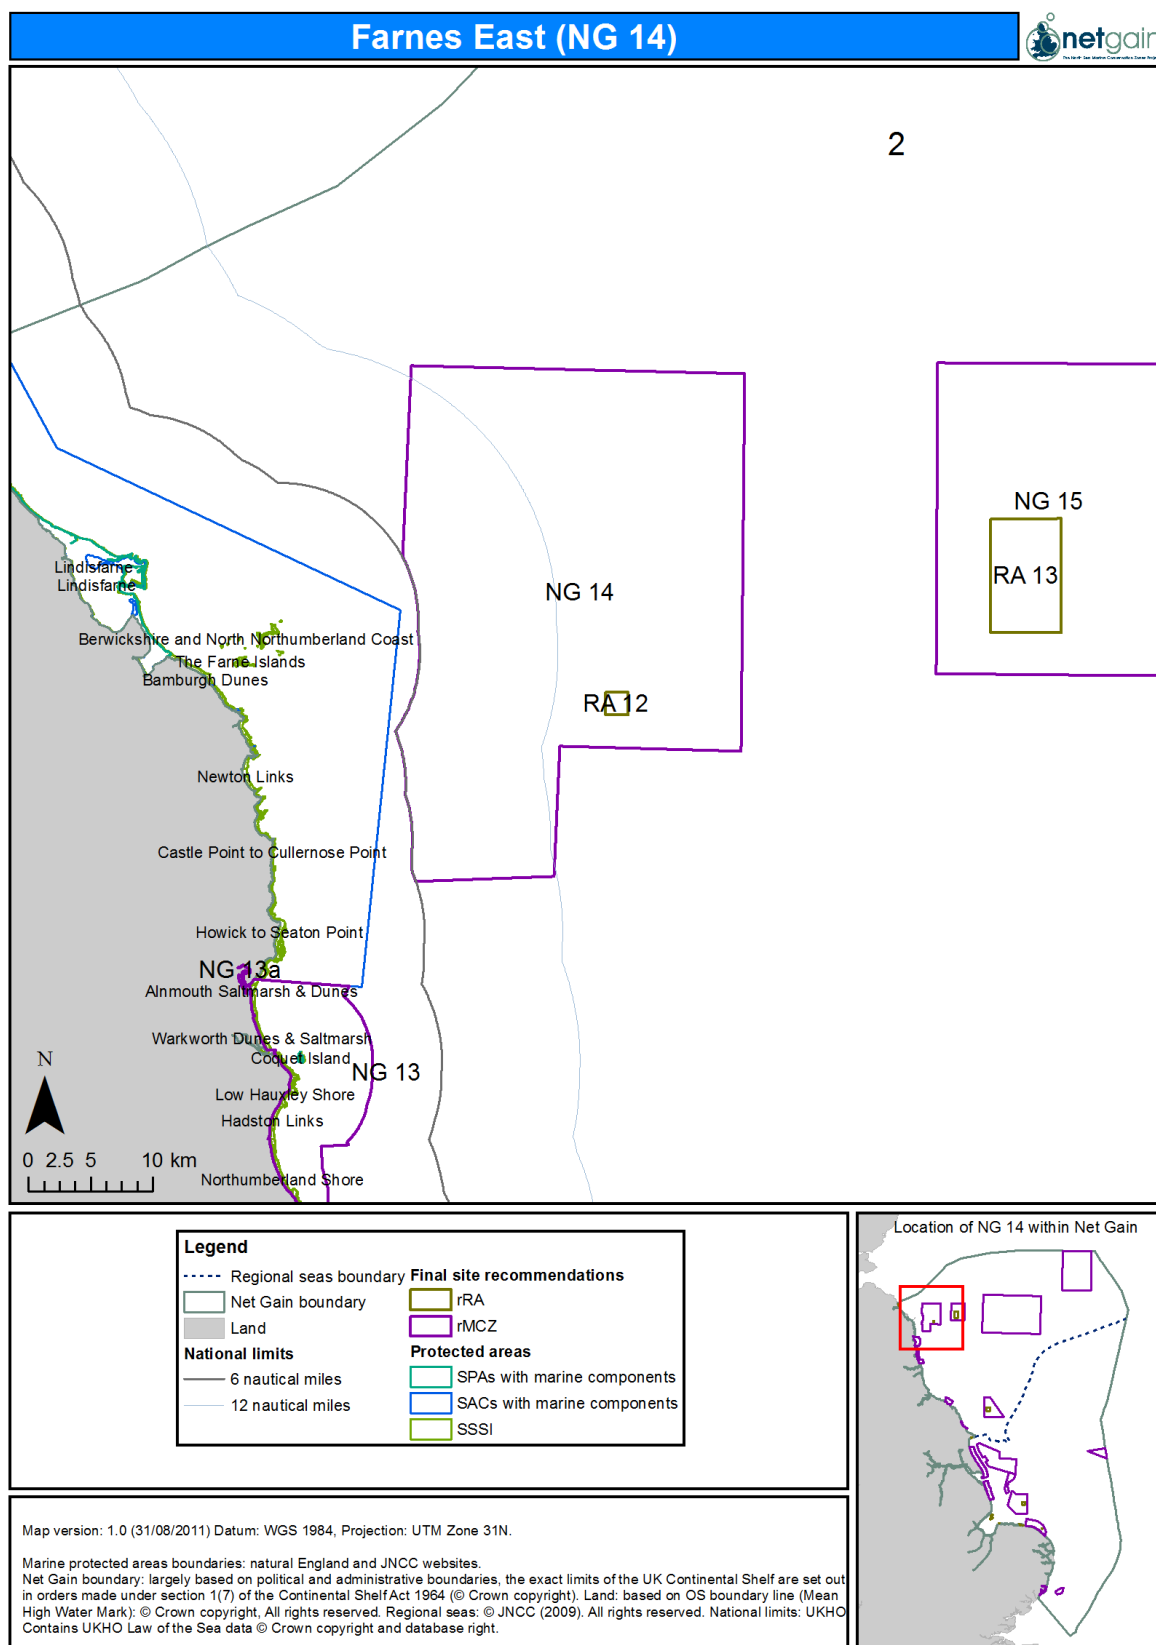 Farnes East (NG 14)
netgain
The North Sea Marine Conservation Zones Project
2
NG 15
RA 13
NG 14
RA 12
Lindisfarne
Lindisfarne
Berwickshire and North Northumberland Coast
The Farne Islands
Bamburgh Dunes
Newton Links
Castle Point to Cullernose Point
Howick to Seaton Point
NG 13a
Alnmouth Saltmarsh & Dunes
Warkworth Dunes & Saltmarsh
Coquet Island
NG 13
Low Hauxley Shore
Hadston Links
Northumberland Shore
N
0 2.5 5 10 km
Legend
Regional seas boundary
Net Gain boundary
Land
National limits
6 nautical miles
12 nautical miles
Final site recommendations
rRA
rMCZ
Protected areas
SPAs with marine components
SACs with marine components
SSSI
Location of NG 14 within Net Gain
Map version: 1.0 (31/08/2011) Datum: WGS 1984, Projection: UTM Zone 31N.
Marine protected areas boundaries: natural England and JNCC websites.
Net Gain boundary: largely based on political and administrative boundaries, the exact limits of the UK Continental Shelf are set out
in orders made under section 1(7) of the Continental Shelf Act 1964 (© Crown copyright). Land: based on OS boundary line (Mean
High Water Mark): © Crown copyright, All rights reserved. Regional seas: © JNCC (2009). All rights reserved. National limits: UKHO
Contains UKHO Law of the Sea data © Crown copyright and database right.